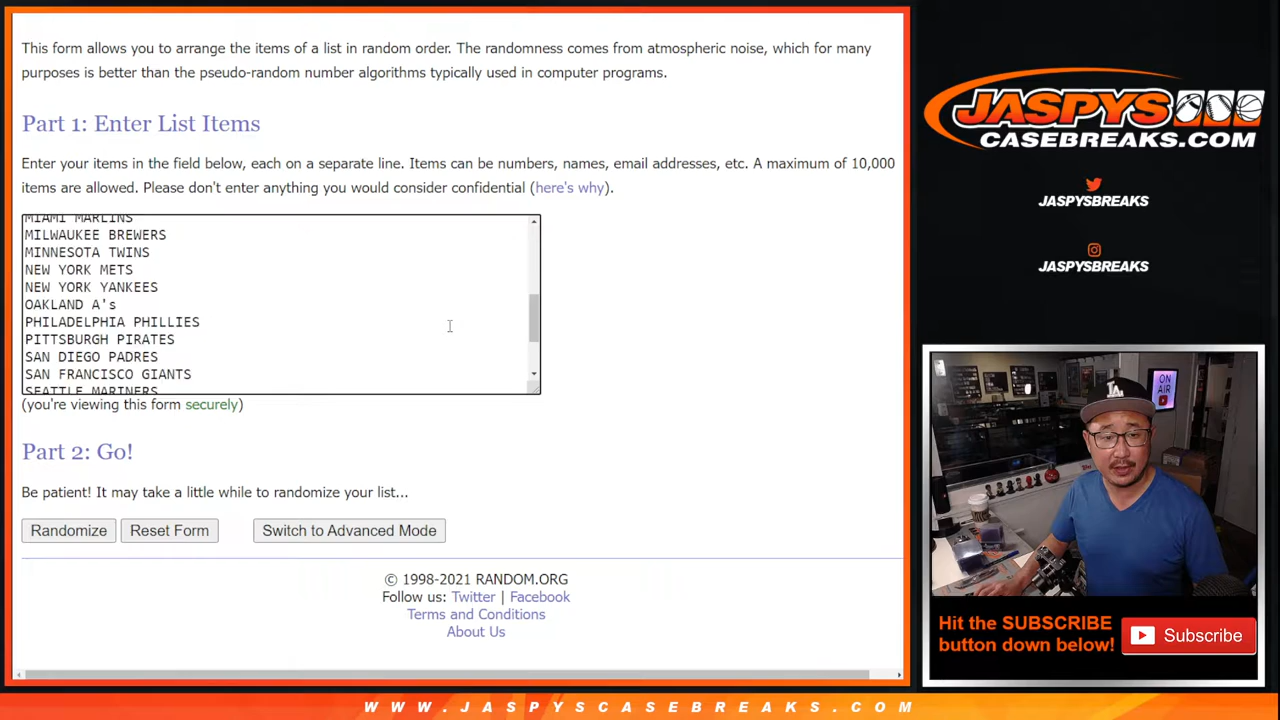 This form allows you to arrange the items of a list in random order. The randomness comes from atmospheric noise, which for many
purposes is better than the pseudo-random number algorithms typically used in computer programs.
Part 1: Enter List Items
Enter your items in the field below, each on a separate line. Items can be numbers, names, email addresses, etc. A maximum of 10,000
items are allowed. Please don't enter anything you would consider confidential (here's why).
MIAMI MARLINS
MILWAUKEE BREWERS
MINNESOTA TWINS
NEW YORK METS
NEW YORK YANKEES
OAKLAND A's
PHILADELPHIA PHILLIES
PITTSBURGH PIRATES
SAN DIEGO PADRES
SAN FRANCISCO GIANTS
SEATTLE MARINERS
(you're viewing this form securely)
Part 2: Go!
Be patient! It may take a little while to randomize your list...
Randomize Reset Form Switch to Advanced Mode
© 1998-2021 RANDOM.ORG
Follow us: Twitter | Facebook
Terms and Conditions
About Us
JASPYS
CASEBREAKS.COM
JASPYSBREAKS
JASPYSBREAKS
ON
AIR
LA
Hit the SUBSCRIBE
button down below!
Subscribe
WWW.JASPYSCASEBREAKS.COM